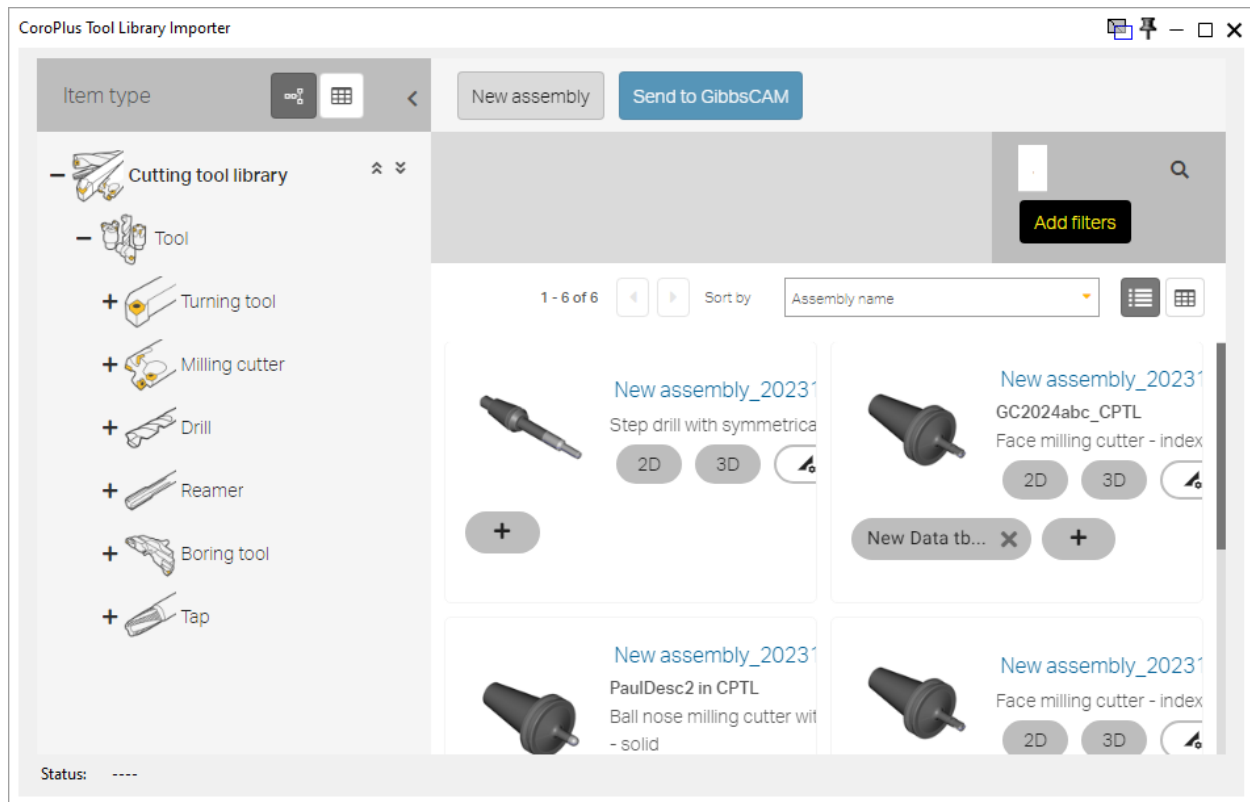 CoroPlus Tool Library Importer
Item type
New assembly
Send to GibbsCAM
Cutting tool library
Tool
Turning tool
Milling cutter
Drill
Reamer
Boring tool
Tap
Add filters
1 - 6 of 6
Sort by
Assembly name
New assembly_20231
Step drill with symmetrica
2D
3D
+
New assembly_20231
GC2024abc_CPTL
Face milling cutter - index
2D
3D
New Data tb...
+
New assembly_20231
PaulDesc2 in CPTL
Ball nose milling cutter wit
- solid
New assembly_20231
Face milling cutter - index
2D
3D
Status: ----